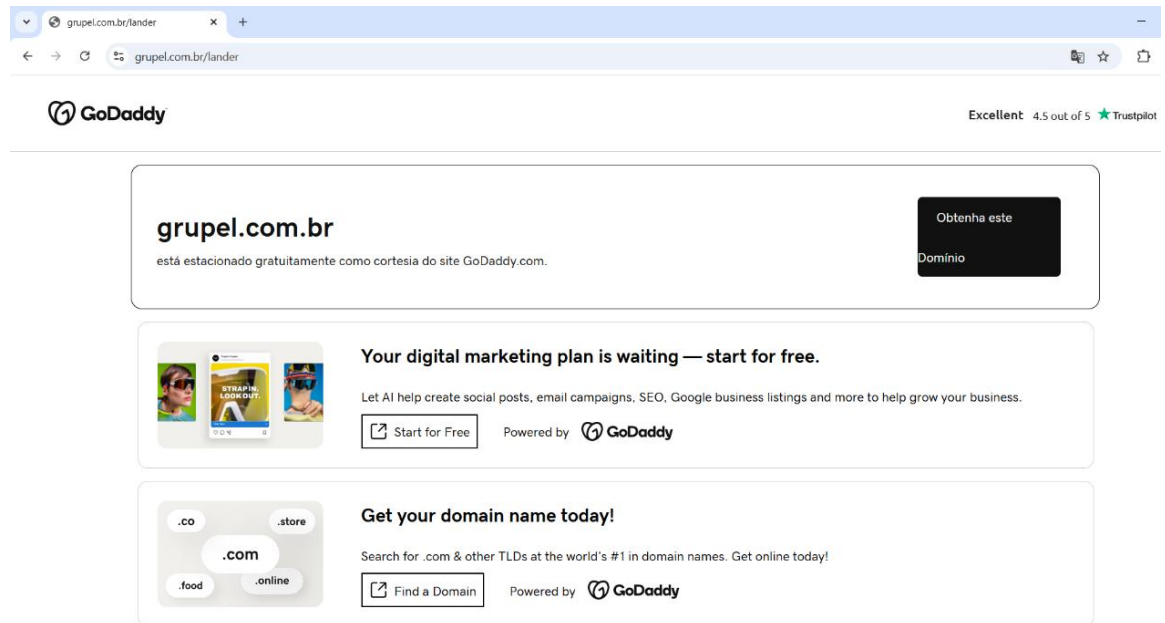 grupel.com.br/lander
grupel.com.br/lander
GoDaddy
Excellent 4.5 out of 5 Trustpilot
grupel.com.br
está estacionado gratuitamente como cortesia do site GoDaddy.com.
Obtenha este
Domínio
STRAP IN.
LOOK OUT.
Your digital marketing plan is waiting — start for free.
Let AI help create social posts, email campaigns, SEO, Google business listings and more to help grow your business.
Start for Free Powered by GoDaddy
.co .store
.com
.food .online
Get your domain name today!
Search for .com & other TLDs at the world's #1 in domain names. Get online today!
Find a Domain Powered by GoDaddy